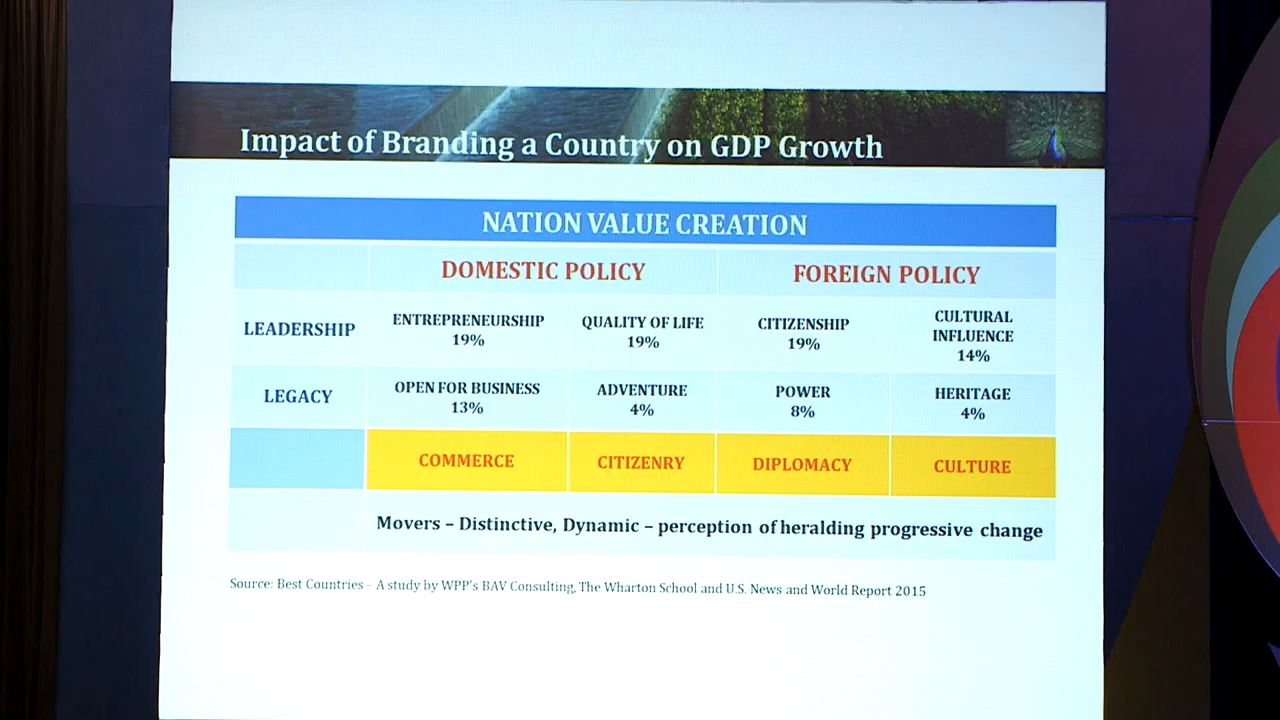 Impact of Branding a Country on GDP Growth
NATION VALUE CREATION
DOMESTIC POLICY FOREIGN POLICY
LEADERSHIP
ENTREPRENEURSHIP
19%
QUALITY OF LIFE
19%
CITIZENSHIP
19%
CULTURAL
INFLUENCE
14%
LEGACY
OPEN FOR BUSINESS
13%
ADVENTURE
4%
POWER
8%
HERITAGE
4%
COMMERCE CITIZENRY DIPLOMACY CULTURE
Movers – Distinctive, Dynamic – perception of heralding progressive change
Source: Best Countries – A study by WPP's BAV Consulting, The Wharton School and U.S. News and World Report 2015